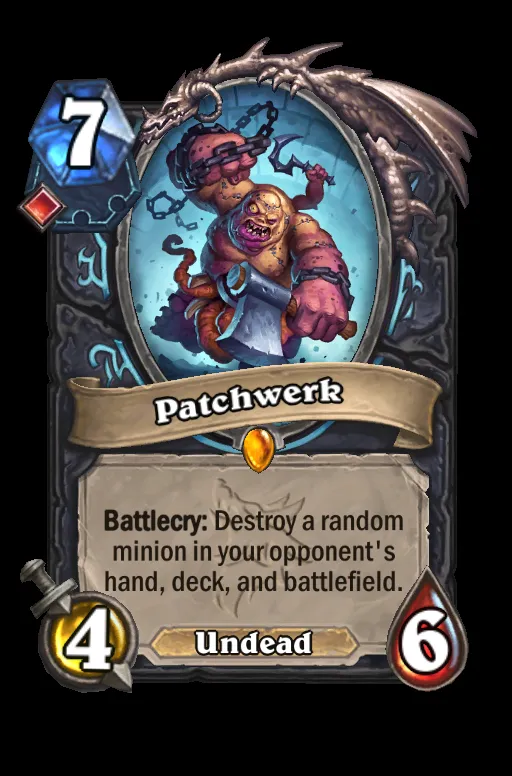 7
Patchwerk
Battlecry: Destroy a random
minion in your opponent's
hand, deck, and battlefield.
4
Undead
6